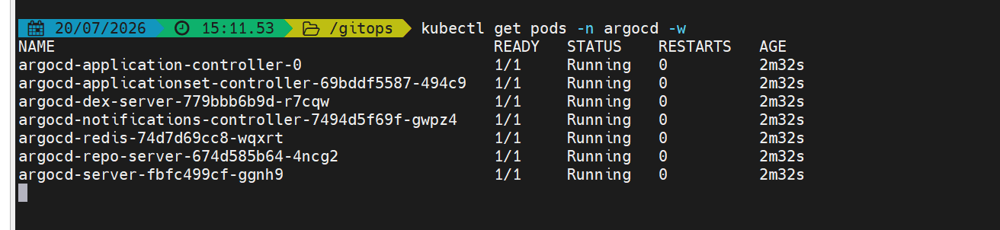 20/07/2026 15:11.53 /gitops kubectl get pods -n argocd -w
NAME READY STATUS RESTARTS AGE
argocd-application-controller-0 1/1 Running 0 2m32s
argocd-applicationset-controller-69bddf5587-494c9 1/1 Running 0 2m32s
argocd-dex-server-779bbb6b9d-r7cqw 1/1 Running 0 2m32s
argocd-notifications-controller-7494d5f69f-gwpz4 1/1 Running 0 2m32s
argocd-redis-74d7d69cc8-wqxrt 1/1 Running 0 2m32s
argocd-repo-server-674d585b64-4ncg2 1/1 Running 0 2m32s
argocd-server-fbfc499cf-ggnh9 1/1 Running 0 2m32s